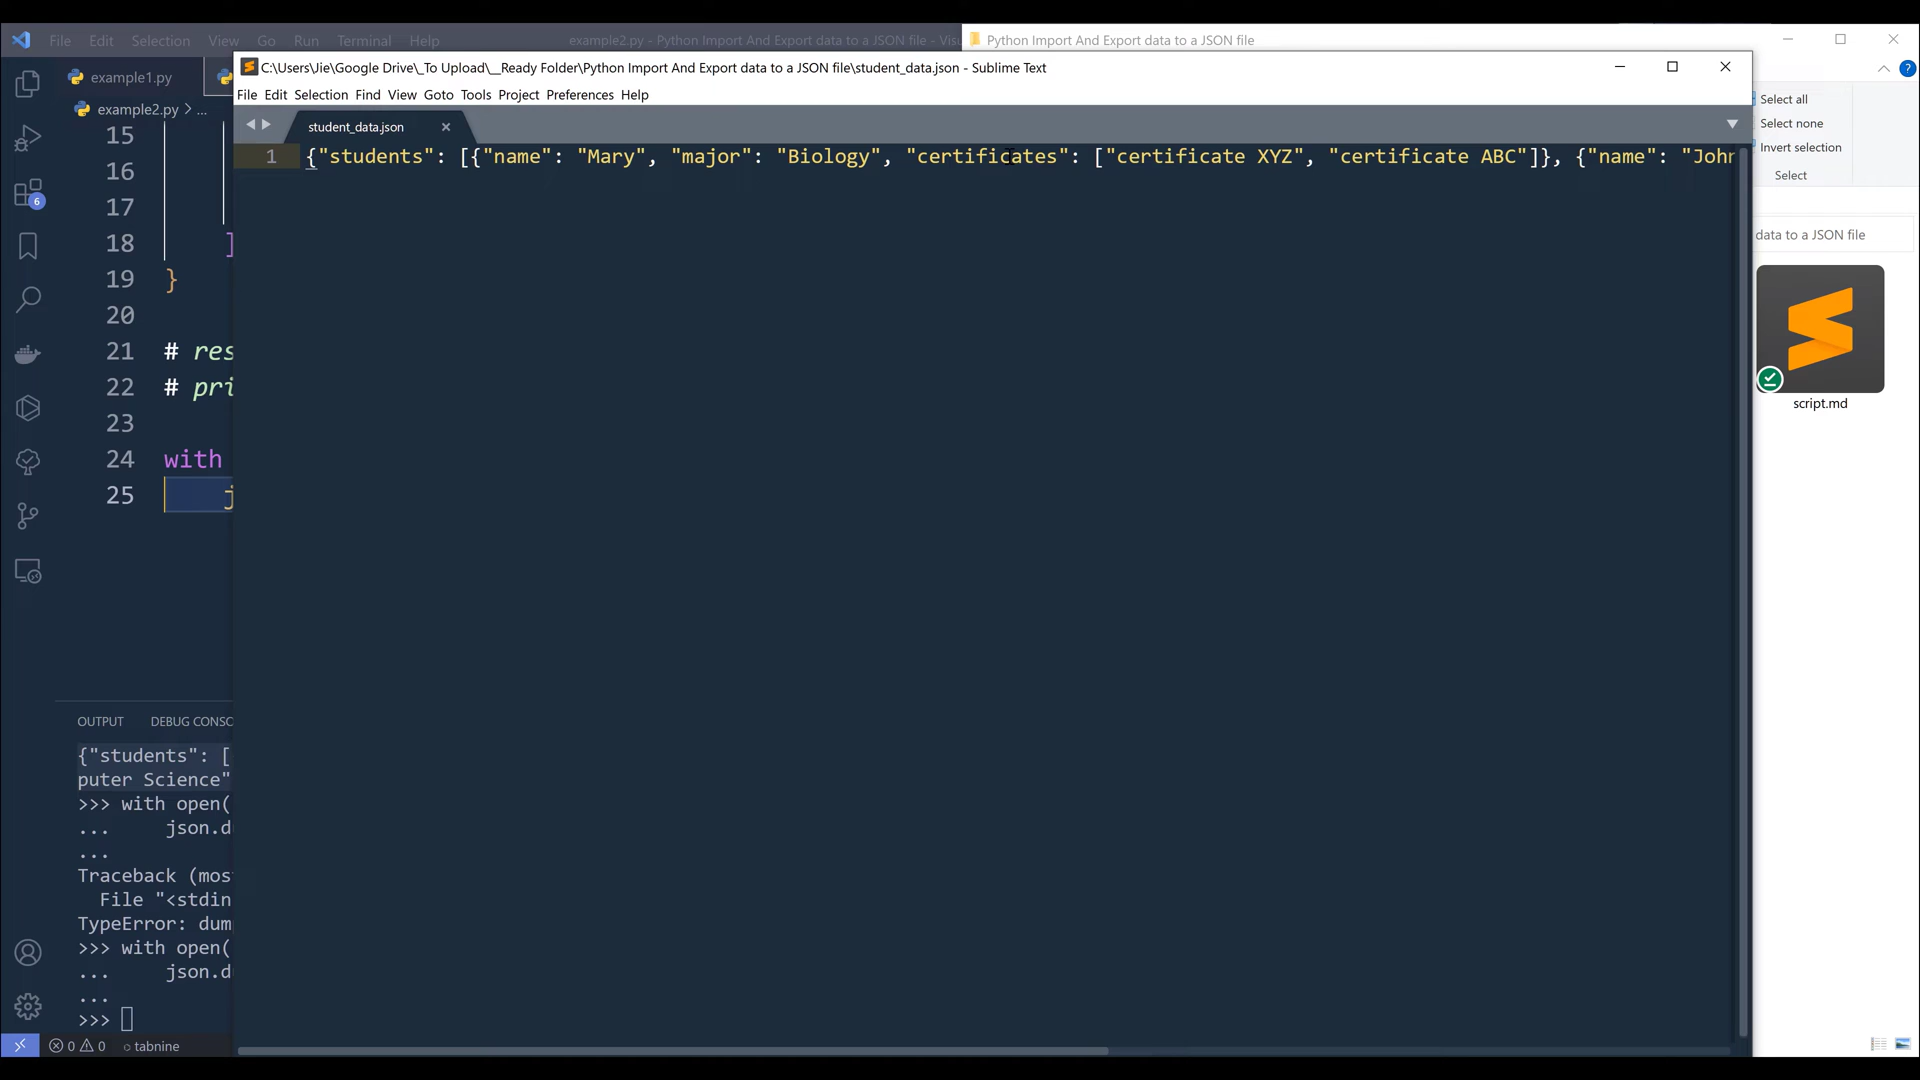 File Edit Selection View Go Run Terminal Help
example2.py - Python Import And Export data to a JSON file - Vis
Python Import And Export data to a JSON file
C:\Users\Jie\Google Drive\_To Upload\__Ready Folder\Python Import And Export data to a JSON file\student_data.json - Sublime Text
File Edit Selection Find View Goto Tools Project Preferences Help
example1.py
student_data.json
example2.py > ...
1 {"students": [{"name": "Mary", "major": "Biology", "certificates": ["certificate XYZ", "certificate ABC"]}, {"name": "John
Select all
Select none
Invert selection
Select
data to a JSON file
script.md
15
16
17
18 ]
19 }
20
21 # res
22 # pri
23
24 with
25 j
6
OUTPUT DEBUG CONSO
{"students": [
puter Science"
>>> with open(
... json.du
...
Traceback (mos
File "<stdin
TypeError: dum
>>> with open(
... json.du
...
>>>
0 0 tabnine